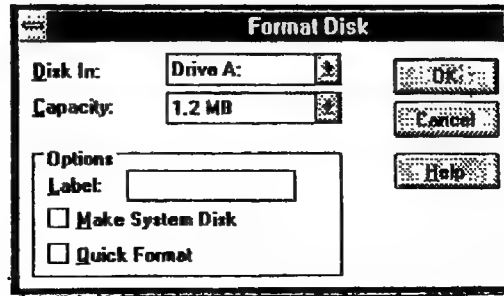 Format Disk
Disk In: Drive A:
OK
Capacity: 1.2 MB
Cancel
Options
Help
Label:
Make System Disk
Quick Format